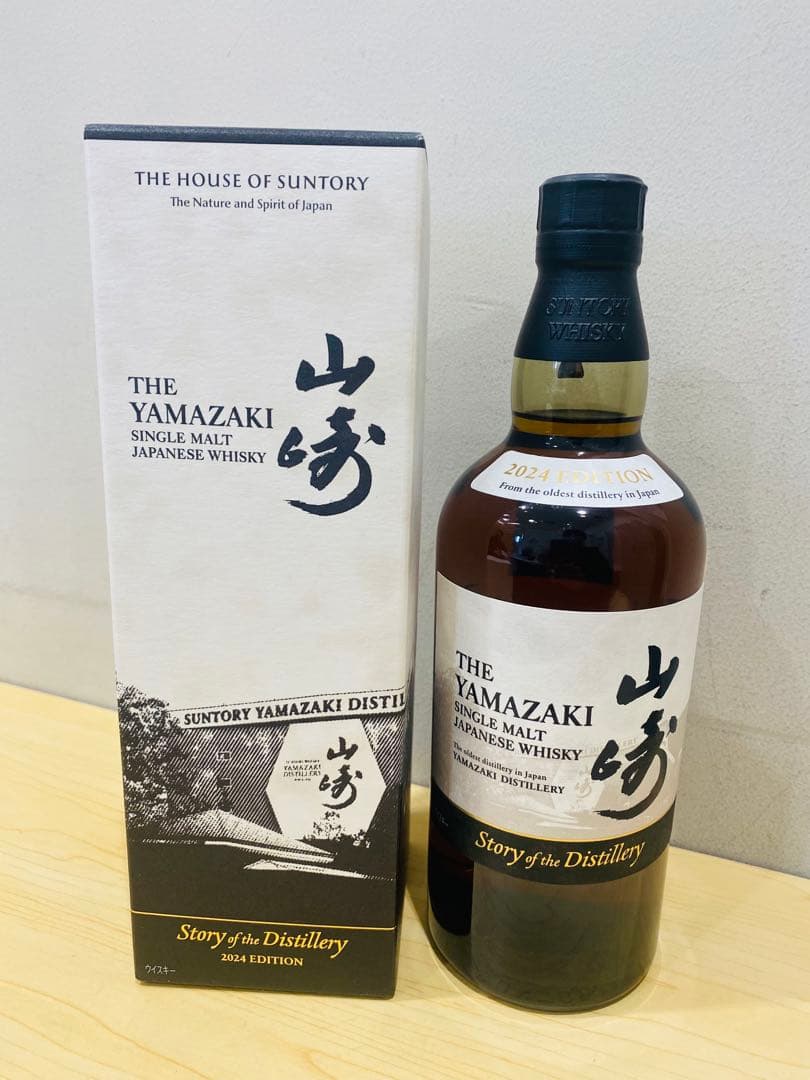 THE HOUSE OF SUNTORY
The Nature and Spirit of Japan
THE
YAMAZAKI
SINGLE MALT
JAPANESE WHISKY
山崎
SUNTORY YAMAZAKI DISTIL
YAMAZAKI
DISTILLERY
山崎
Story of the Distillery
2024 EDITION
ウイスキー
SUNTORY
WHISKY
2024 EDITION
From the oldest distillery in Japan
THE
YAMAZAKI
SINGLE MALT
JAPANESE WHISKY
The oldest distillery in Japan
YAMAZAKI DISTILLERY
山崎
Story of the Distillery